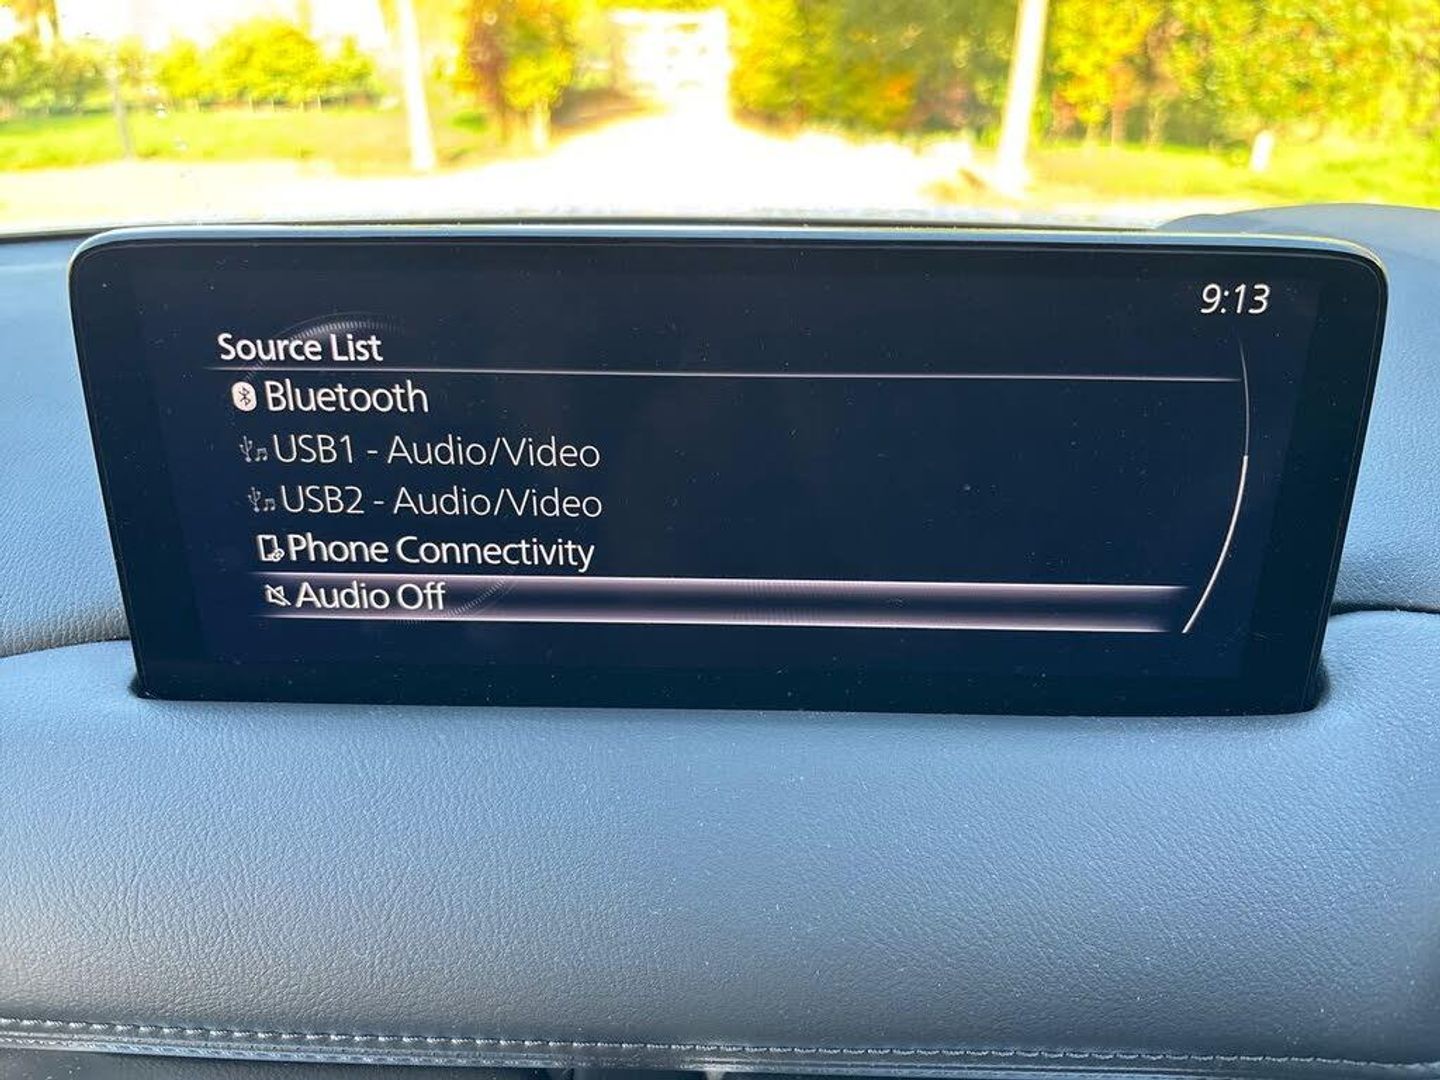 9:13
Source List
Bluetooth
USB1 - Audio/Video
USB2 - Audio/Video
Phone Connectivity
Audio Off